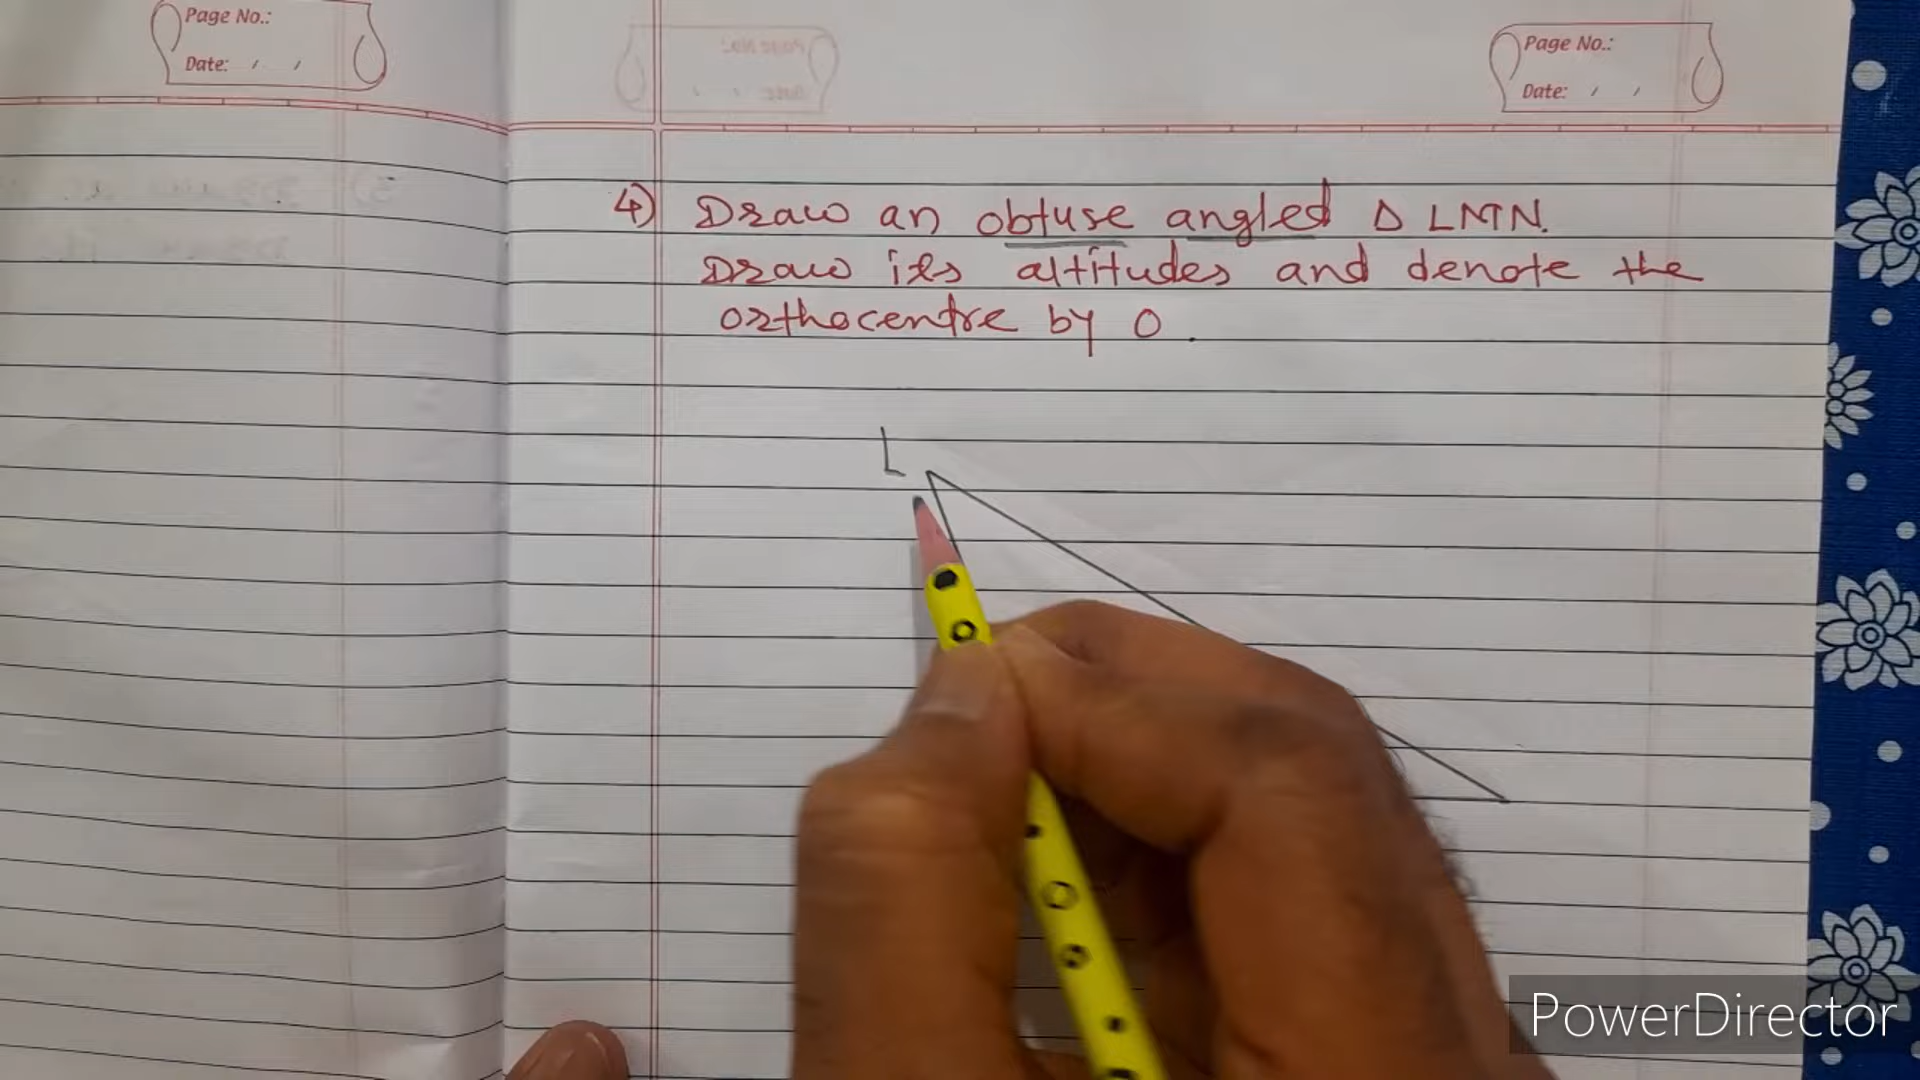 Page No.:
Date: / /
Page No.:
Date: / /
4) Draw an obtuse angled Δ LMN.
Draw its altitudes and denote the
orthocentre by O.
L
PowerDirector